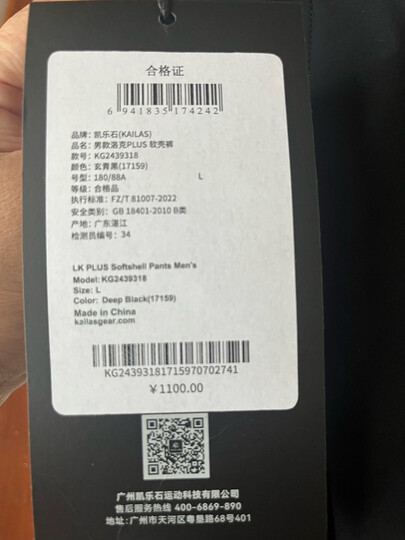 合格证
6 941835 174242
品牌: 凯乐石(KAILAS)
品名: 男款洛克PLUS 软壳裤
款号: KG2439318
颜色: 玄青黑(17159)
号型: 180/88A L
等级: 合格品
执行标准: FZ/T 81007-2022
安全类别: GB 18401-2010 B类
产地: 广东湛江
检测员编号: 34
LK PLUS Softshell Pants Men's
Model: KG2439318
Size: L
Color: Deep Black(17159)
Made in China
kailasgear.com
KG24393181715970702741
￥1100.00
广州凯乐石运动科技有限公司
售后服务热线 400-6869-890
地址: 广州市天河区粤垦路68号401